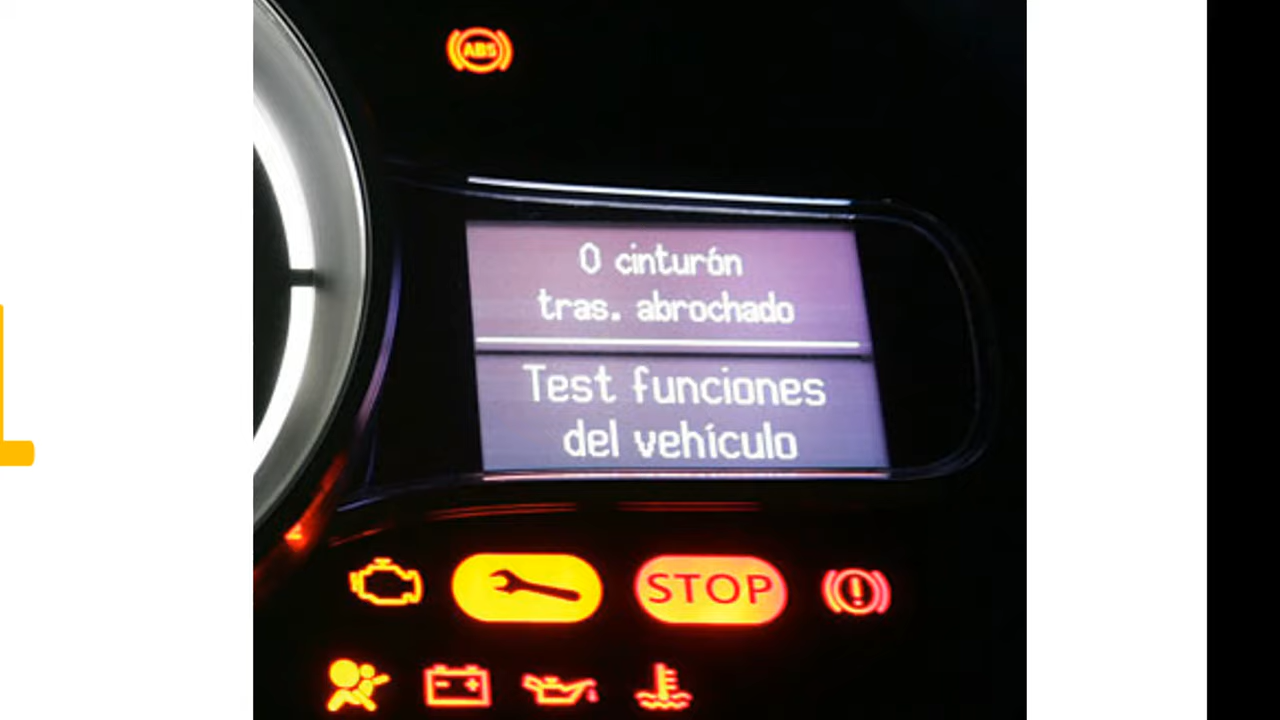 ABS
0 cinturón
tras. abrochado
Test funciones
del vehículo
STOP